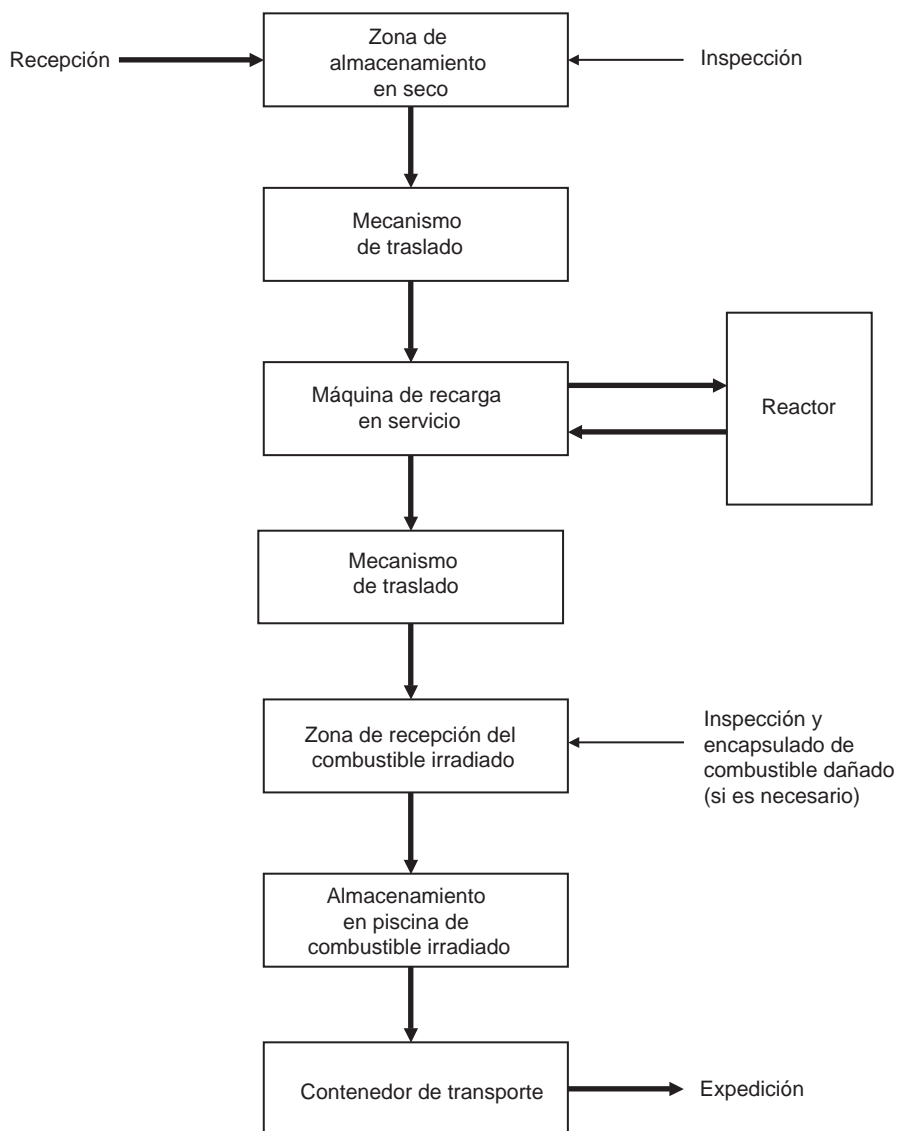 Recepción
Zona de
almacenamiento
en seco
Inspección
Mecanismo
de traslado
Máquina de recarga
en servicio
Reactor
Mecanismo
de traslado
Zona de recepción del
combustible irradiado
Inspección y
encapsulado de
combustible dañado
(si es necesario)
Almacenamiento
en piscina de
combustible irradiado
Contenedor de transporte
Expedición